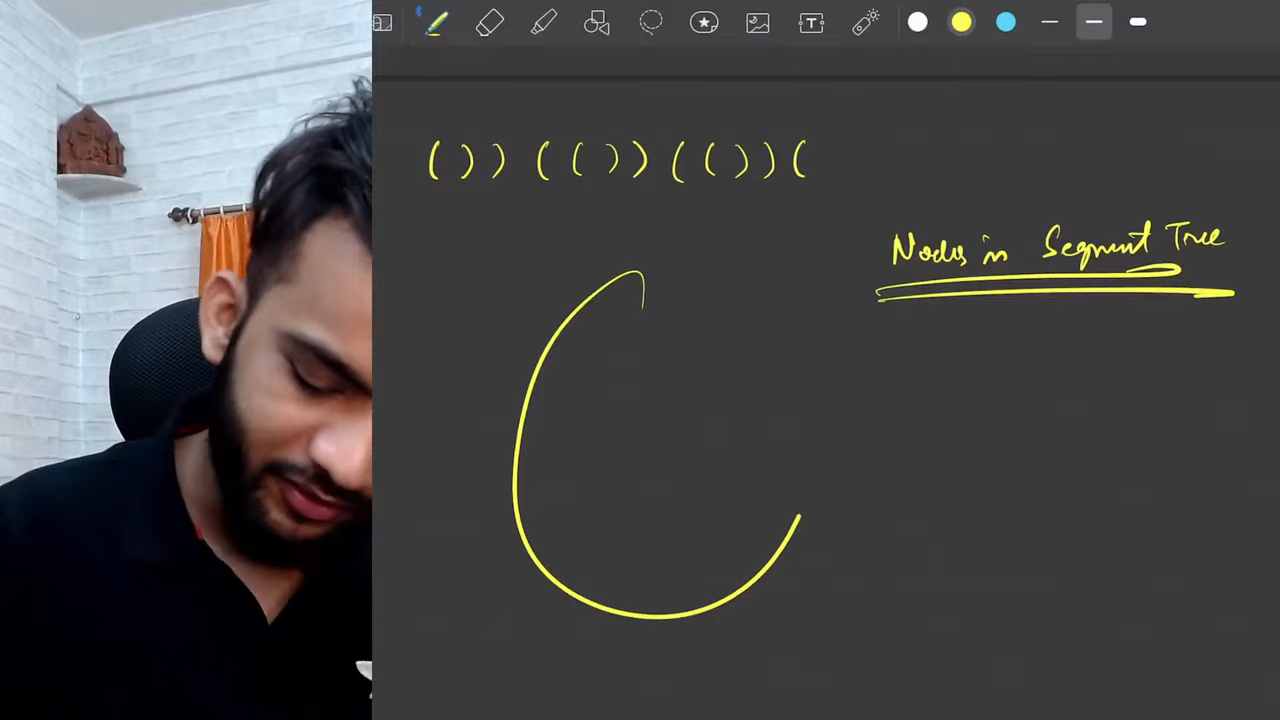 ( ) ) ( ( ) ) ( ( ) ) (
Nodes in Segment Tree
T